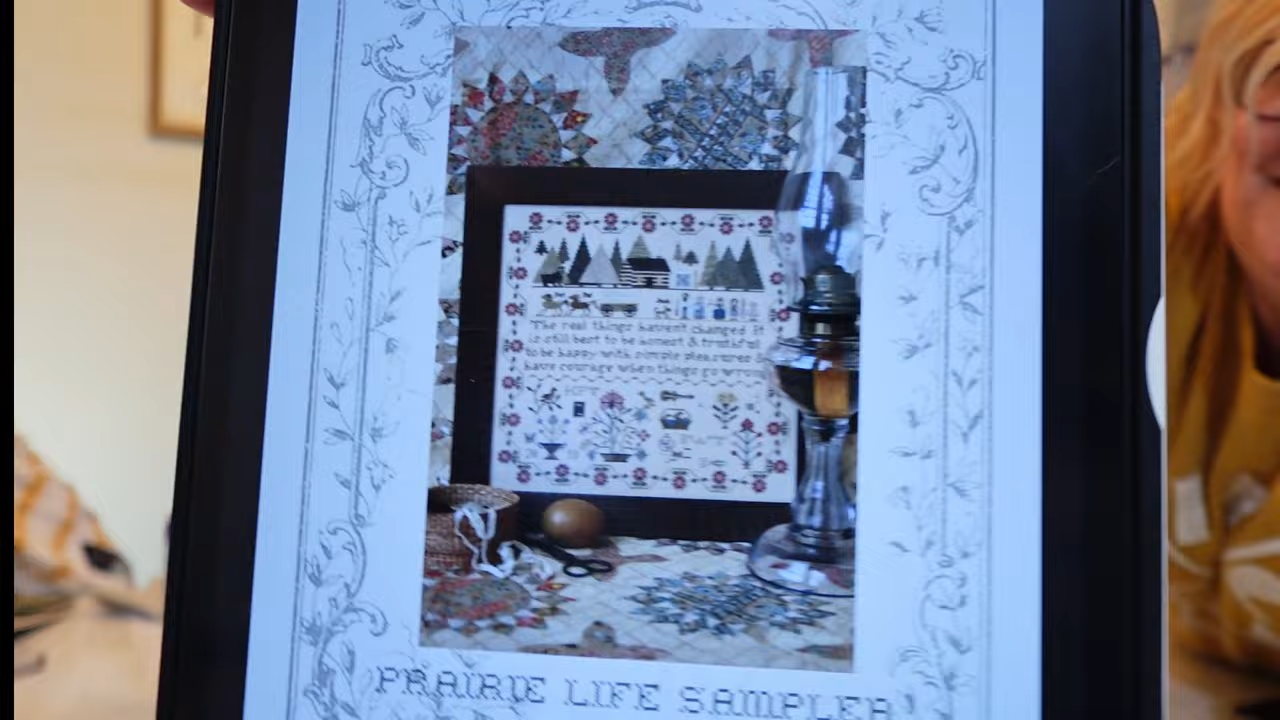 The real things haven't changed It
is still best to be honest & truthful
to be happy with simple pleasures &
have courage when things go wrong
PRAIRIE LIFE SAMPLER